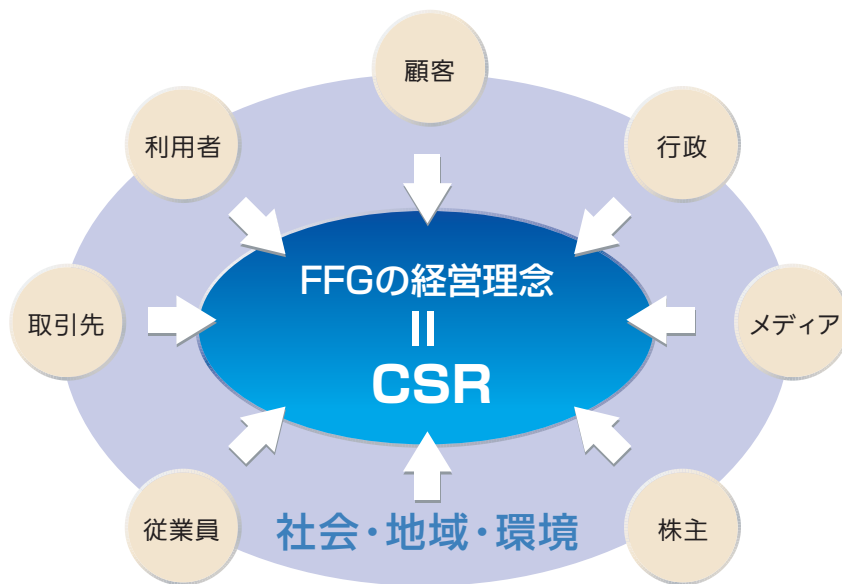 顧客
利用者
行政
FFGの経営理念
=
CSR
取引先
メディア
従業員
社会・地域・環境
株主